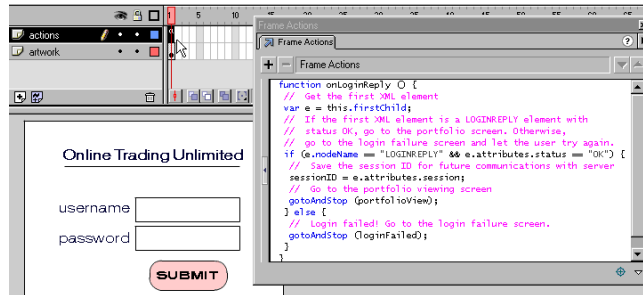 1 5 10
Frame Actions
actions
Frame Actions
artwork
+ − Frame Actions
function onLoginReply () {
// Get the first XML element
var e = this.firstChild;
// If the first XML element is a LOGINREPLY element with
// status OK, go to the portfolio screen. Otherwise,
// go to the login failure screen and let the user try again.
if (e.nodeName == "LOGINREPLY" && e.attributes.status == "OK") {
// Save the session ID for future communications with server
sessionID = e.attributes.session;
// Go to the portfolio viewing screen
gotoAndStop (portfolioView);
} else {
// Login failed! Go to the login failure screen.
gotoAndStop (loginFailed);
}
}
Online Trading Unlimited
username
password
SUBMIT